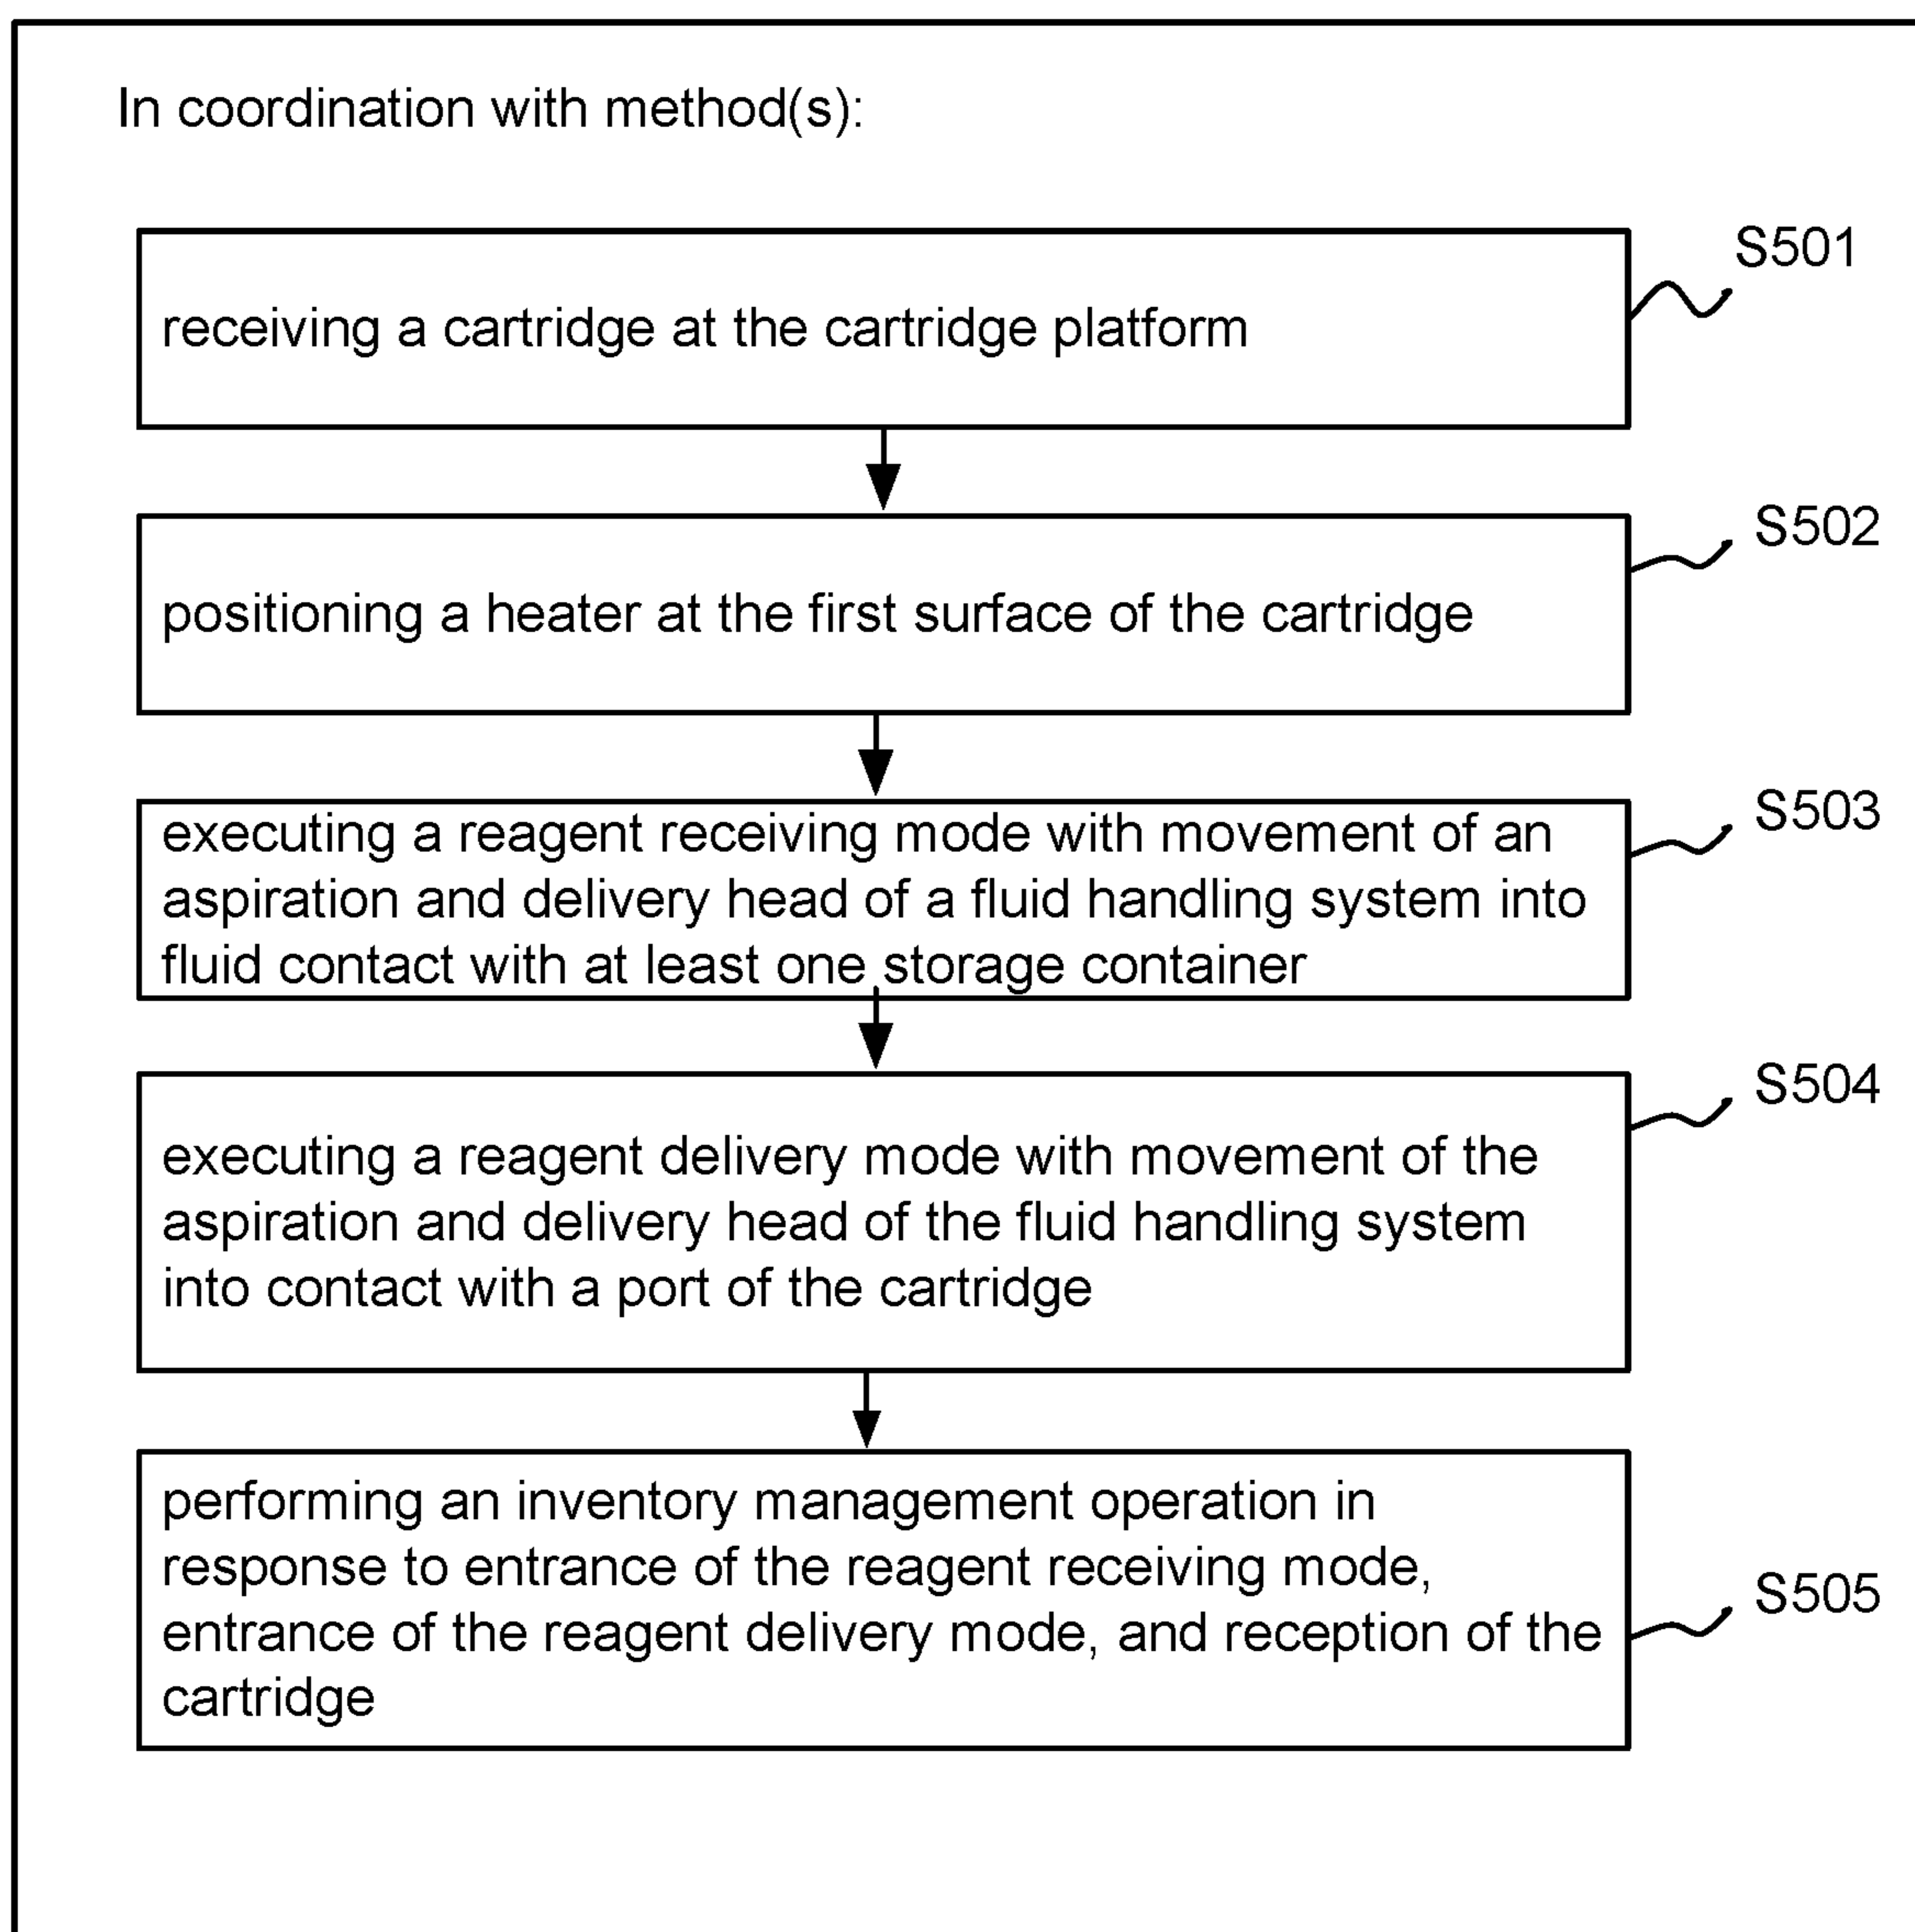 In coordination with method(s):
S501
receiving a cartridge at the cartridge platform
S502
positioning a heater at the first surface of the cartridge
S503
executing a reagent receiving mode with movement of an
aspiration and delivery head of a fluid handling system into
fluid contact with at least one storage container
S504
executing a reagent delivery mode with movement of the
aspiration and delivery head of the fluid handling system
into contact with a port of the cartridge
performing an inventory management operation in
response to entrance of the reagent receiving mode,
S505
entrance of the reagent delivery mode, and reception of the
cartridge